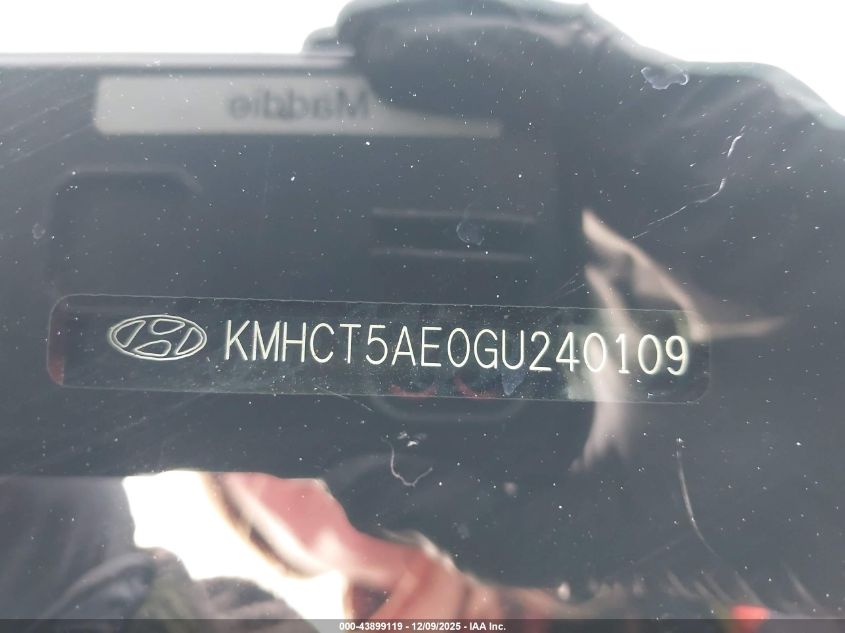 Maddie
KMHCT5AE0GU240109
000-43899119 - 12/09/2025 - IAA Inc.